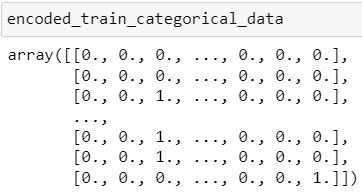 encoded_train_categorical_data
array([[0., 0., 0., ..., 0., 0., 0.],
[0., 0., 0., ..., 0., 0., 0.],
[0., 0., 1., ..., 0., 0., 0.],
...,
[0., 0., 1., ..., 0., 0., 0.],
[0., 0., 1., ..., 0., 0., 0.],
[0., 0., 0., ..., 0., 0., 1.]])